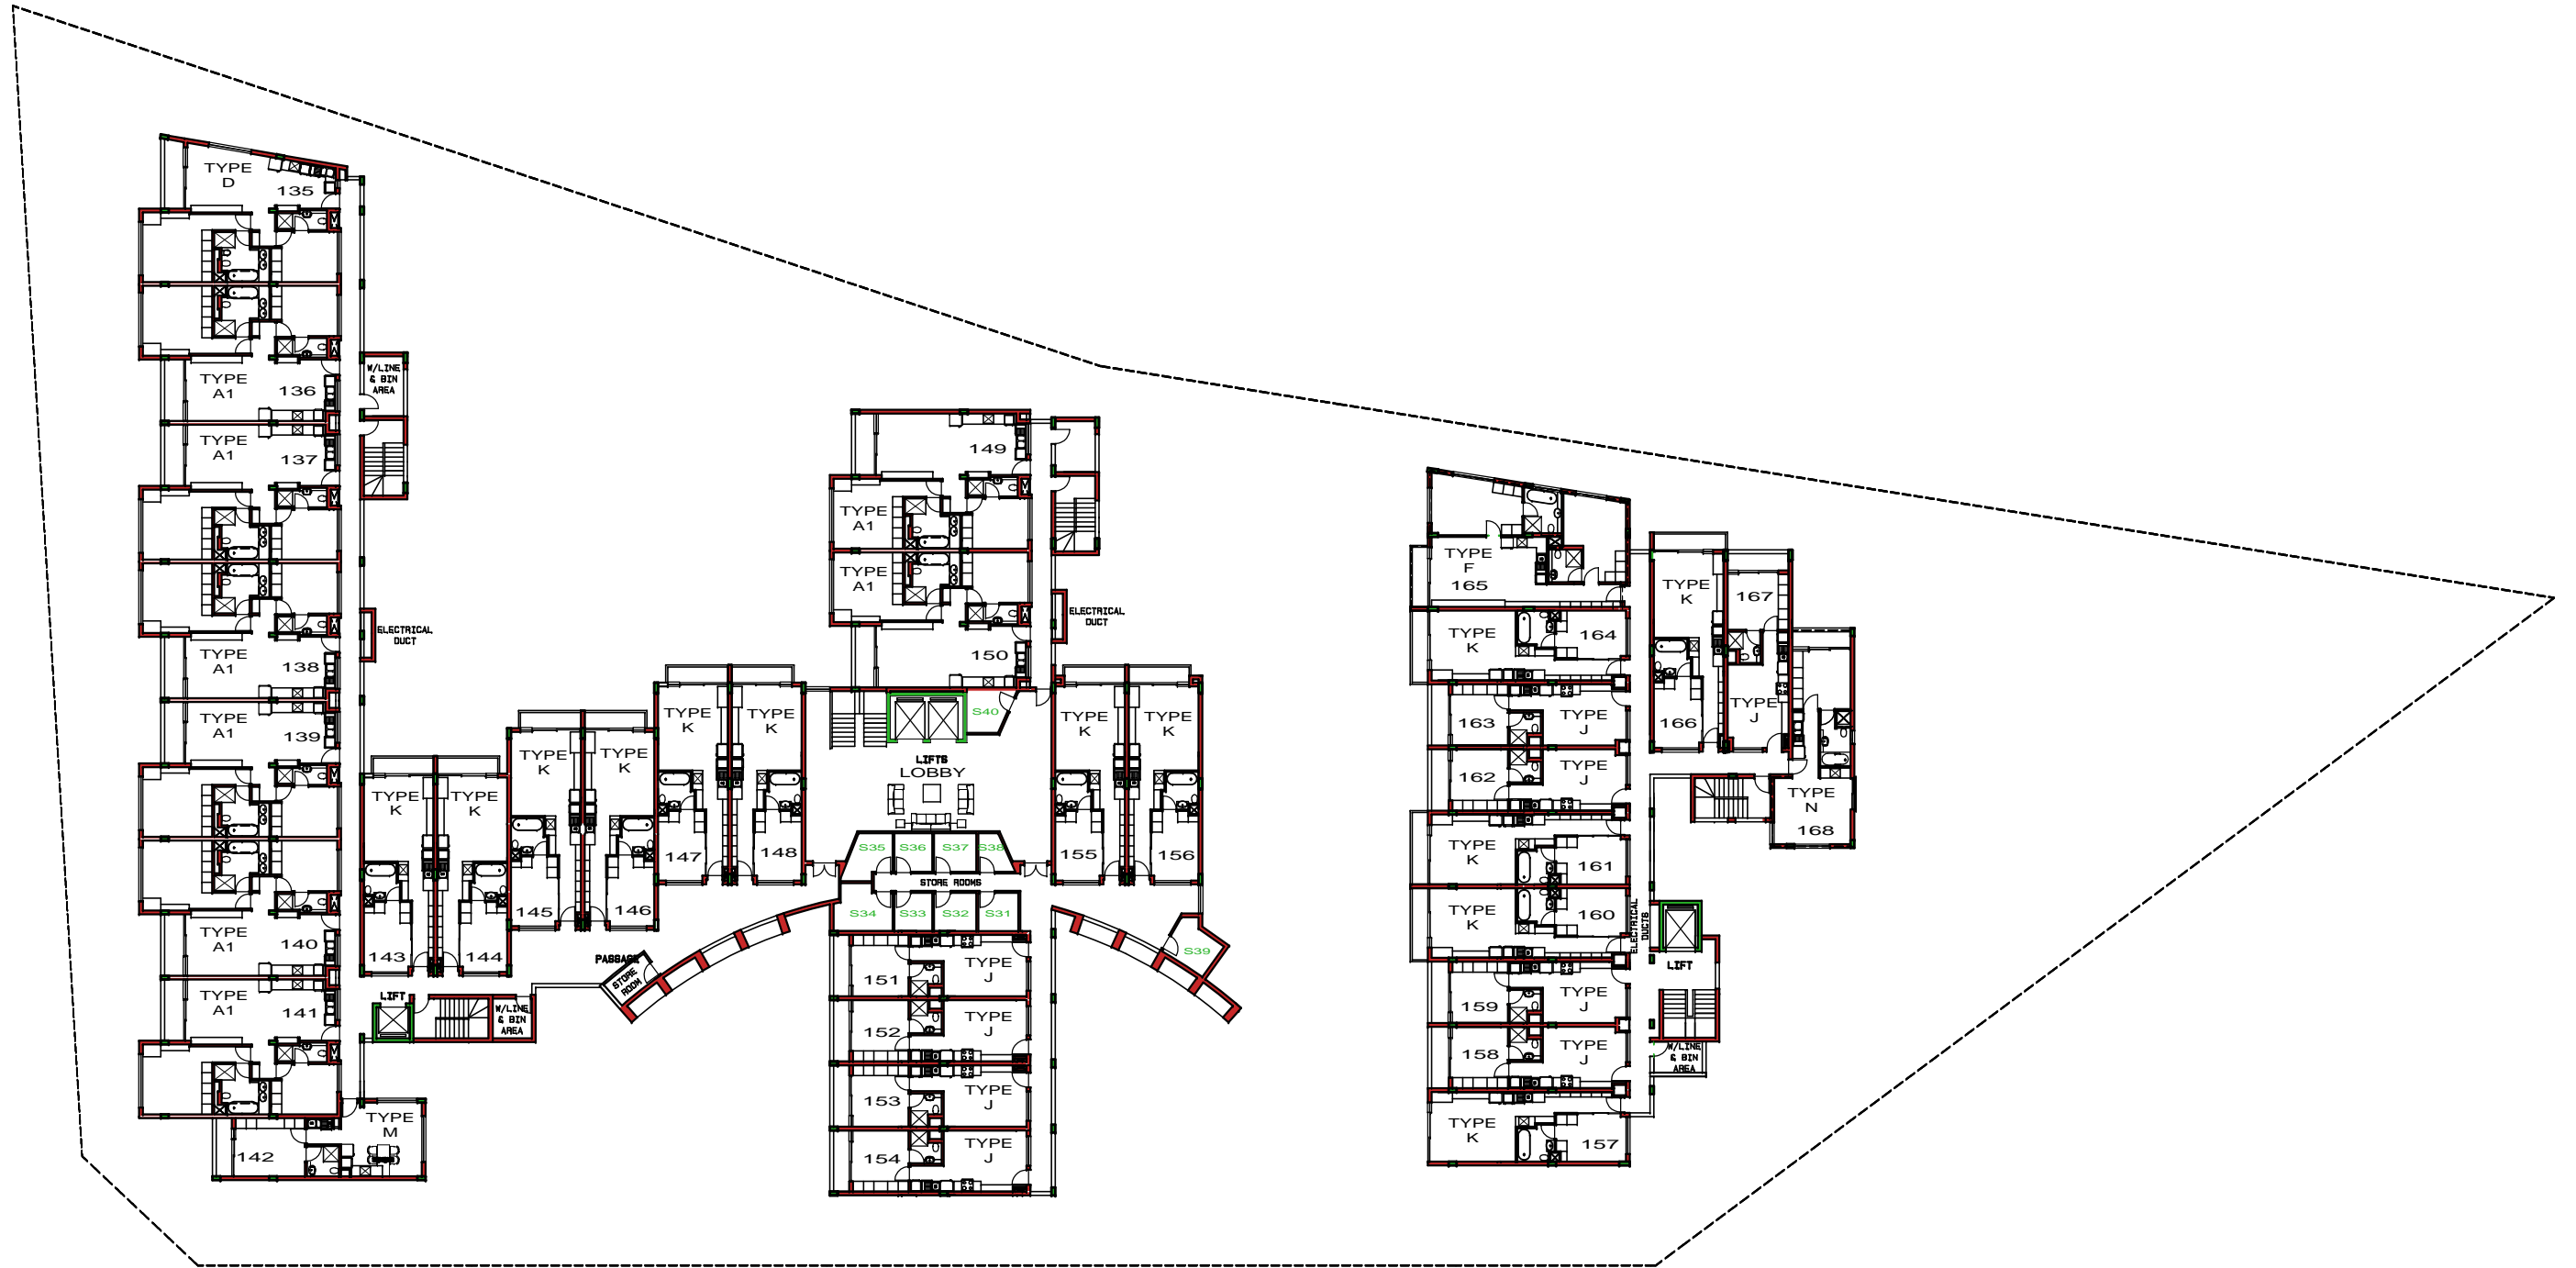 TYPE
D
135
TYPE
A1
136
W/LINE
& BIN
AREA
TYPE
A1
137
ELECTRICAL
DUCT
TYPE
A1
138
TYPE
A1
139
TYPE
A1
140
TYPE
A1
141
TYPE
M
142
TYPE
K
143
TYPE
K
144
LIFT
W/LINE
& BIN
AREA
TYPE
K
145
TYPE
K
146
PASSAGE
STORE
ROOM
TYPE
K
147
TYPE
K
148
149
TYPE
A1
TYPE
A1
150
ELECTRICAL
DUCT
S40
LIFTS
LOBBY
S35
S36
S37
S38
STORE ROOMS
S34
S33
S32
S31
TYPE
K
155
TYPE
K
156
S39
151
TYPE
J
152
TYPE
J
153
TYPE
J
154
TYPE
J
TYPE
F
165
TYPE
K
164
163
TYPE
J
162
TYPE
J
TYPE
K
161
TYPE
K
160
ELECTRICAL
DUCTS
159
TYPE
J
158
TYPE
J
TYPE
K
157
TYPE
K
166
167
TYPE
J
TYPE
N
168
LIFT
W/LINE
& BIN
AREA